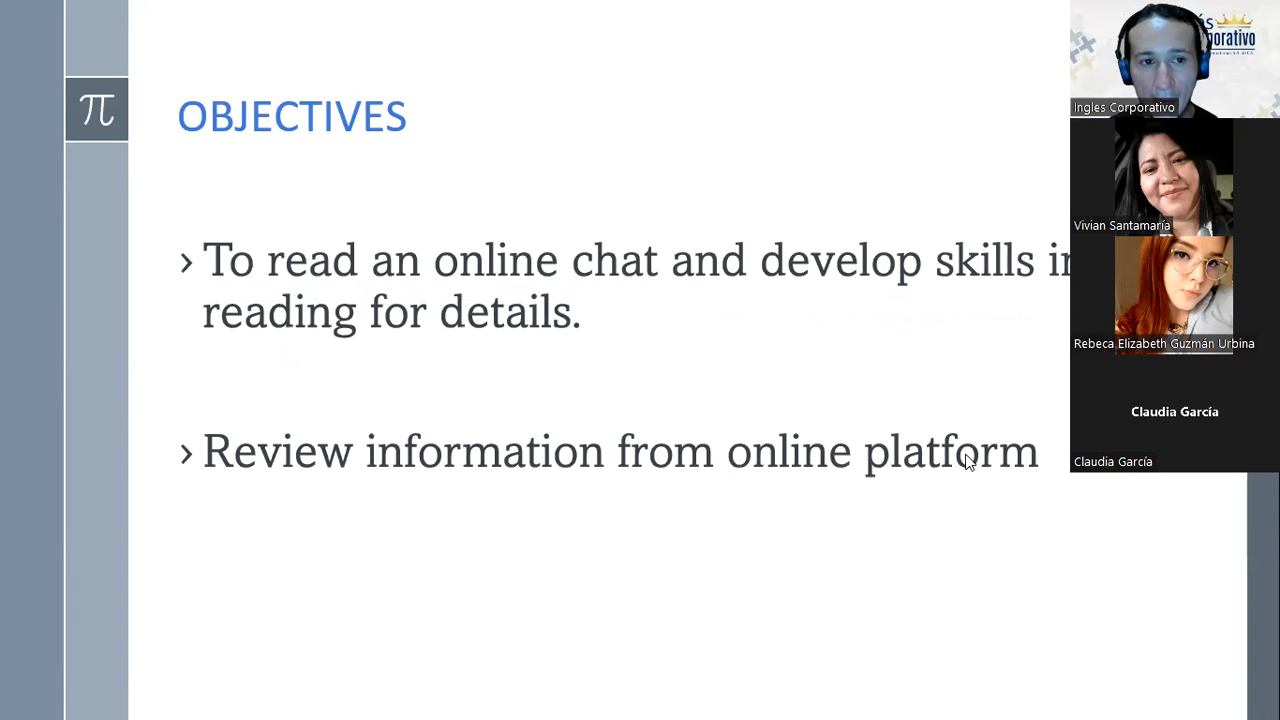 π
OBJECTIVES
› To read an online chat and develop skills
reading for details.
› Review information from online platform
Ingles Corporativo
Vivian Santamaría
Rebeca Elizabeth Guzmán Urbina
Claudia García
Claudia García